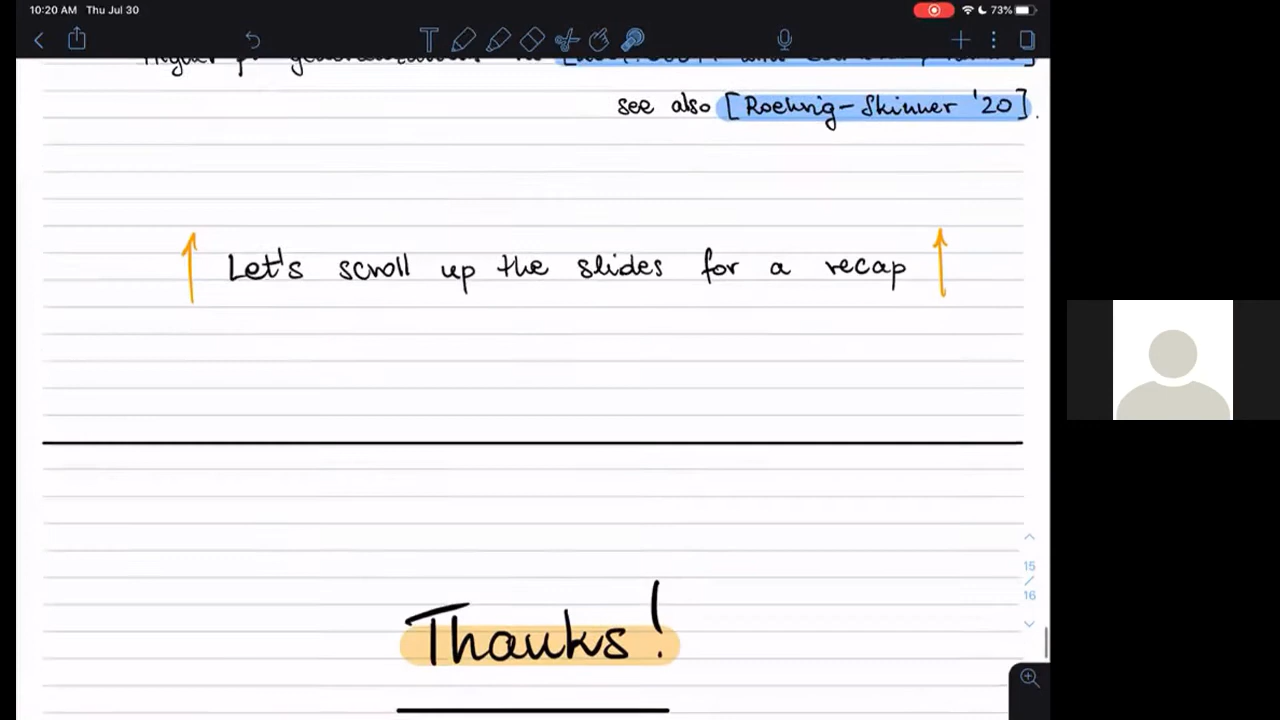 10:20 AM Thu Jul 30
73%
see also [Roehrig-Skinner '20].
Let's scroll up the slides for a recap
15
/
16
Thanks!